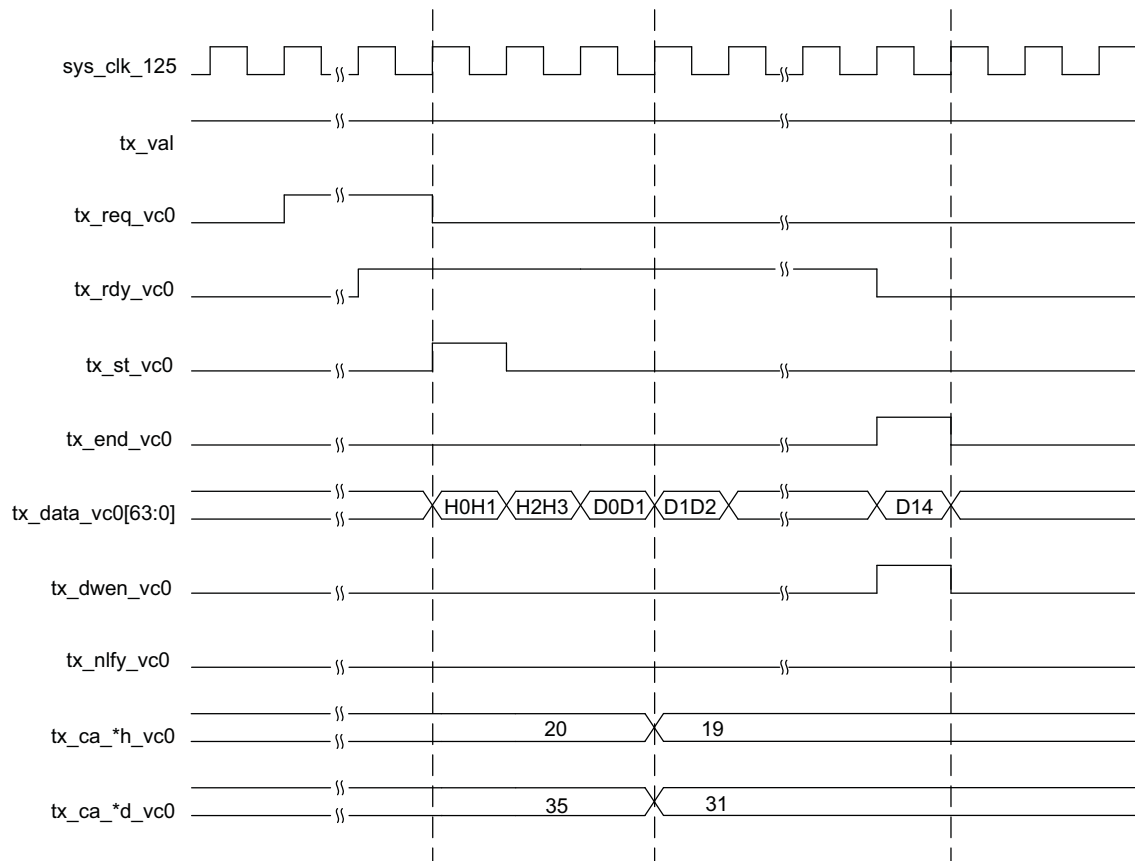 sys_clk_125
tx_val
tx_req_vc0
tx_rdy_vc0
tx_st_vc0
tx_end_vc0
tx_data_vc0[63:0] H0H1 H2H3 D0D1 D1D2 D14
tx_dwen_vc0
tx_nlfy_vc0
tx_ca_*h_vc0 20 19
tx_ca_*d_vc0 35 31